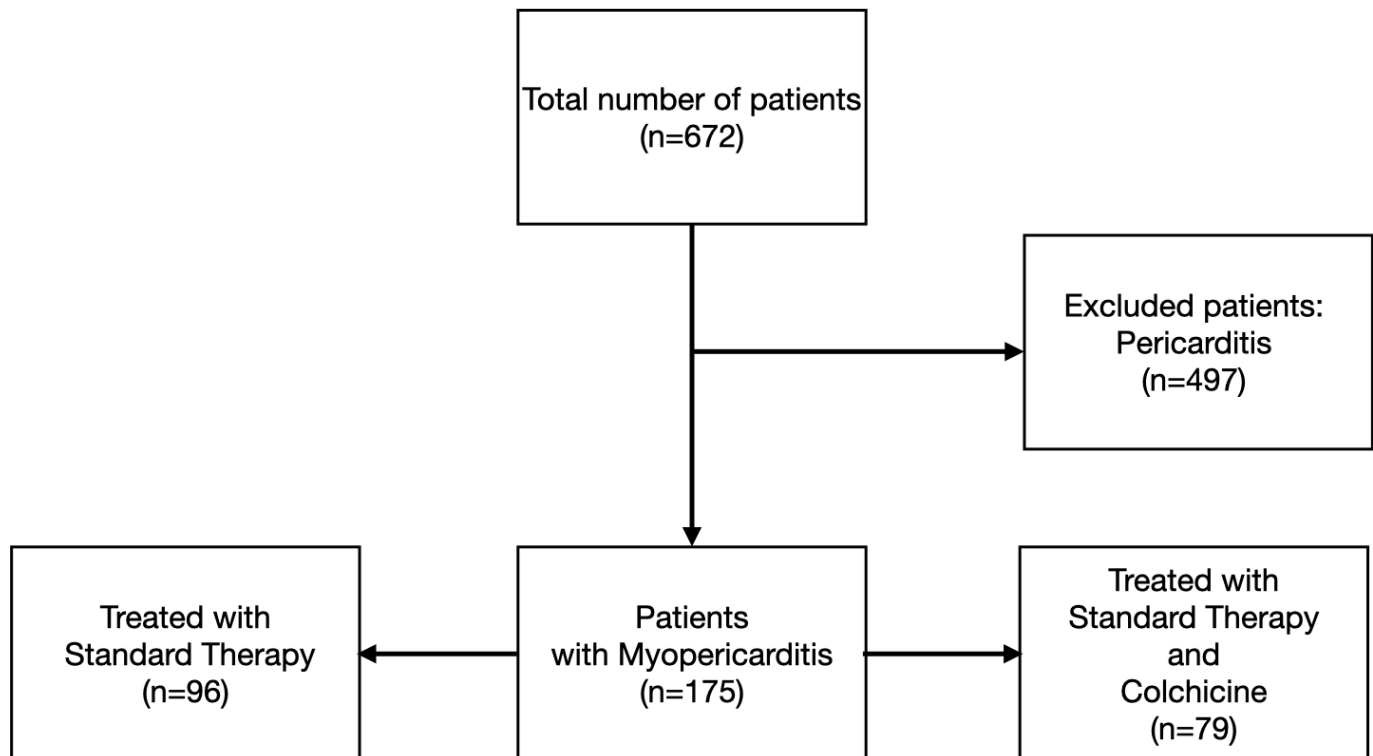 Total number of patients
(n=672)
Excluded patients:
Pericarditis
(n=497)
Treated with
Standard Therapy
(n=96)
Patients
with Myopericarditis
(n=175)
Treated with
Standard Therapy
and
Colchicine
(n=79)